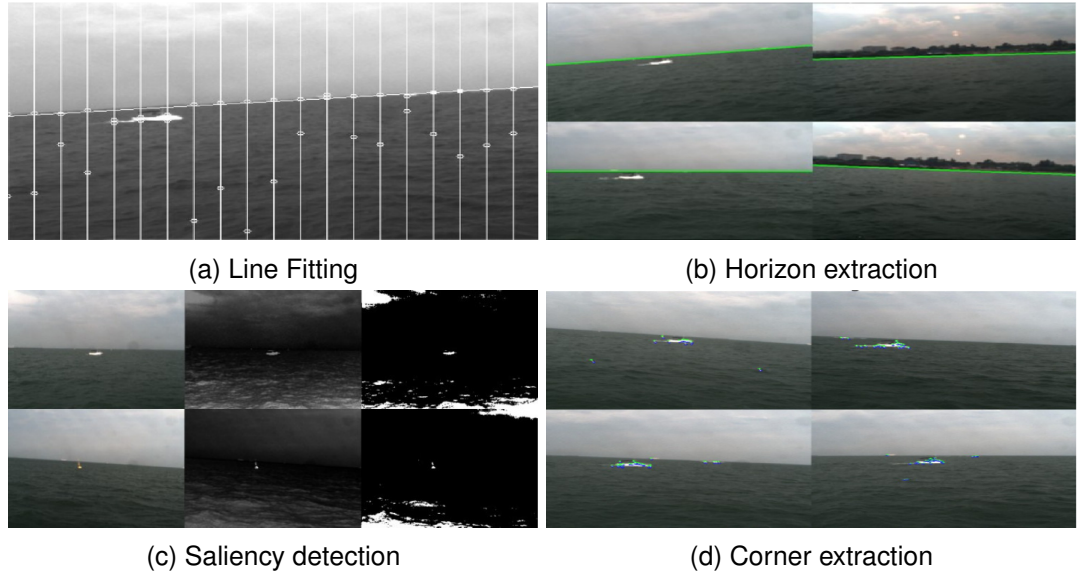 (a) Line Fitting
(b) Horizon extraction
(c) Saliency detection
(d) Corner extraction